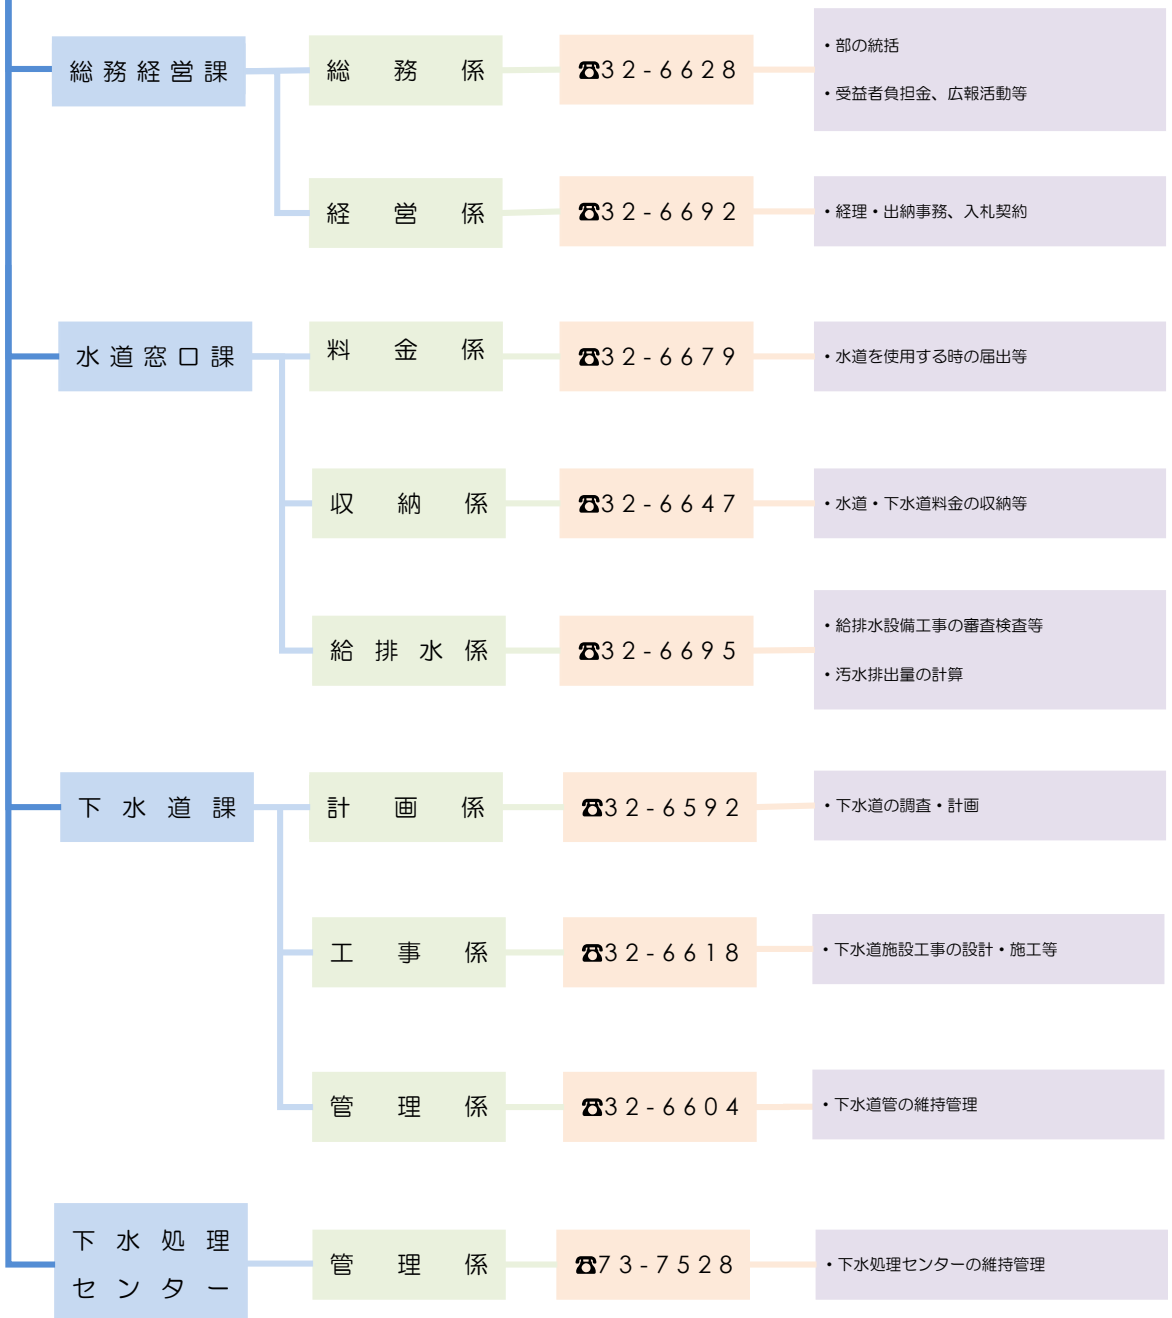 総務経営課
総務係
☎32-6628
・部の統括
・受益者負担金、広報活動等
経営係
☎32-6692
・経理・出納事務、入札契約
水道窓口課
料金係
☎32-6679
・水道を使用する時の届出等
収納係
☎32-6647
・水道・下水道料金の収納等
給排水係
☎32-6695
・給排水設備工事の審査検査等
・汚水排出量の計算
下水道課
計画係
☎32-6592
・下水道の調査・計画
工事係
☎32-6618
・下水道施設工事の設計・施工等
管理係
☎32-6604
・下水道管の維持管理
下水処理
センター
管理係
☎73-7528
・下水処理センターの維持管理